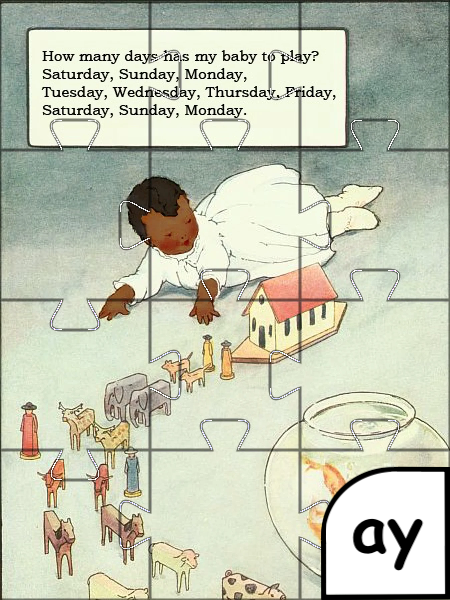 How many days has my baby to play?
Saturday, Sunday, Monday,
Tuesday, Wednesday, Thursday, Friday,
Saturday, Sunday, Monday.
ay